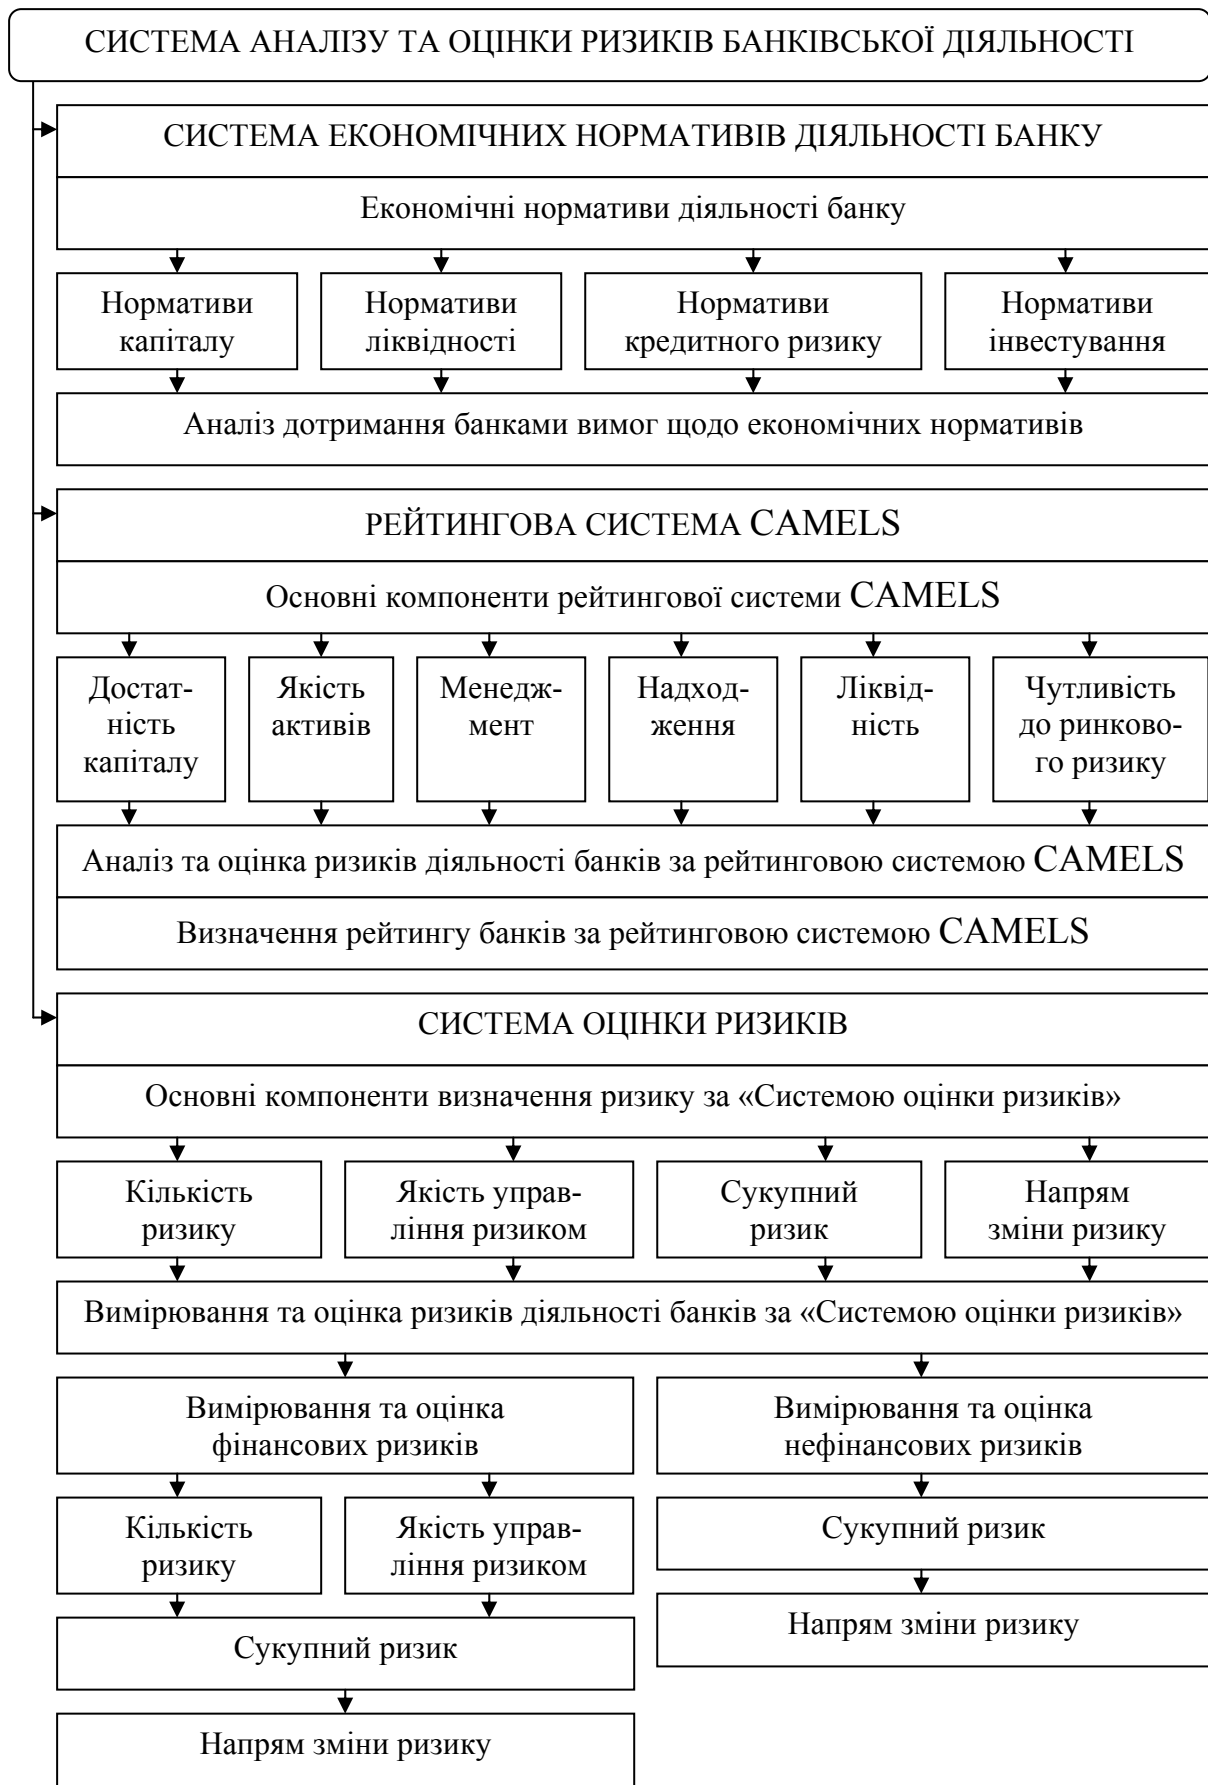 СИСТЕМА АНАЛІЗУ ТА ОЦІНКИ РИЗИКІВ БАНКІВСЬКОЇ ДІЯЛЬНОСТІ
СИСТЕМА ЕКОНОМІЧНИХ НОРМАТИВІВ ДІЯЛЬНОСТІ БАНКУ
Економічні нормативи діяльності банку
Нормативи
капіталу
Нормативи
ліквідності
Нормативи
кредитного ризику
Нормативи
інвестування
Аналіз дотримання банками вимог щодо економічних нормативів
РЕЙТИНГОВА СИСТЕМА CAMELS
Основні компоненти рейтингової системи CAMELS
Достат-
ність
капіталу
Якість
активів
Менедж-
мент
Надход-
ження
Ліквід-
ність
Чутливість
до ринково-
го ризику
Аналіз та оцінка ризиків діяльності банків за рейтинговою системою CAMELS
Визначення рейтингу банків за рейтинговою системою CAMELS
СИСТЕМА ОЦІНКИ РИЗИКІВ
Основні компоненти визначення ризику за «Системою оцінки ризиків»
Кількість
ризику
Якість управ-
ління ризиком
Сукупний
ризик
Напрям
зміни ризику
Вимірювання та оцінка ризиків діяльності банків за «Системою оцінки ризиків»
Вимірювання та оцінка
фінансових ризиків
Вимірювання та оцінка
нефінансових ризиків
Кількість
ризику
Якість управ-
ління ризиком
Сукупний ризик
Напрям зміни ризику
Сукупний ризик
Напрям зміни ризику